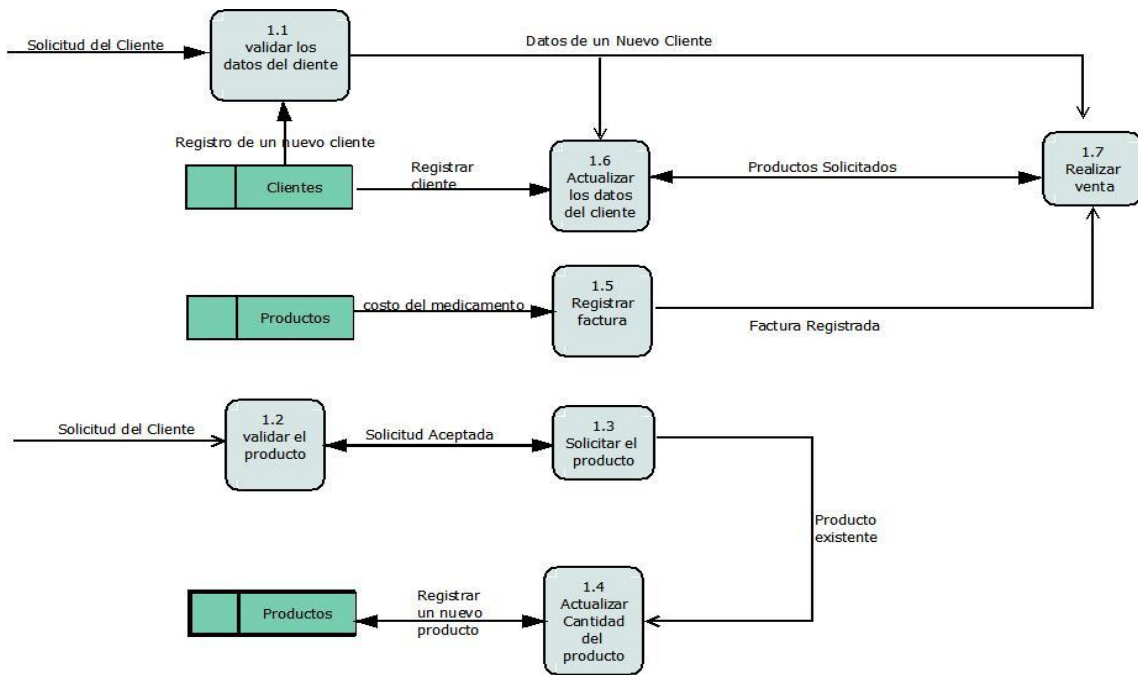 Solicitud del Cliente
1.1
validar los
datos del cliente
Datos de un Nuevo Cliente
Registro de un nuevo cliente
Clientes
Registrar
cliente
1.6
Actualizar
los datos
del cliente
Productos Solicitados
1.7
Realizar
venta
Productos
costo del medicamento
1.5
Registrar
factura
Factura Registrada
Solicitud del Cliente
1.2
validar el
producto
Solicitud Aceptada
1.3
Solicitar el
producto
Producto
existente
Productos
Registrar
un nuevo
producto
1.4
Actualizar
Cantidad
del
producto